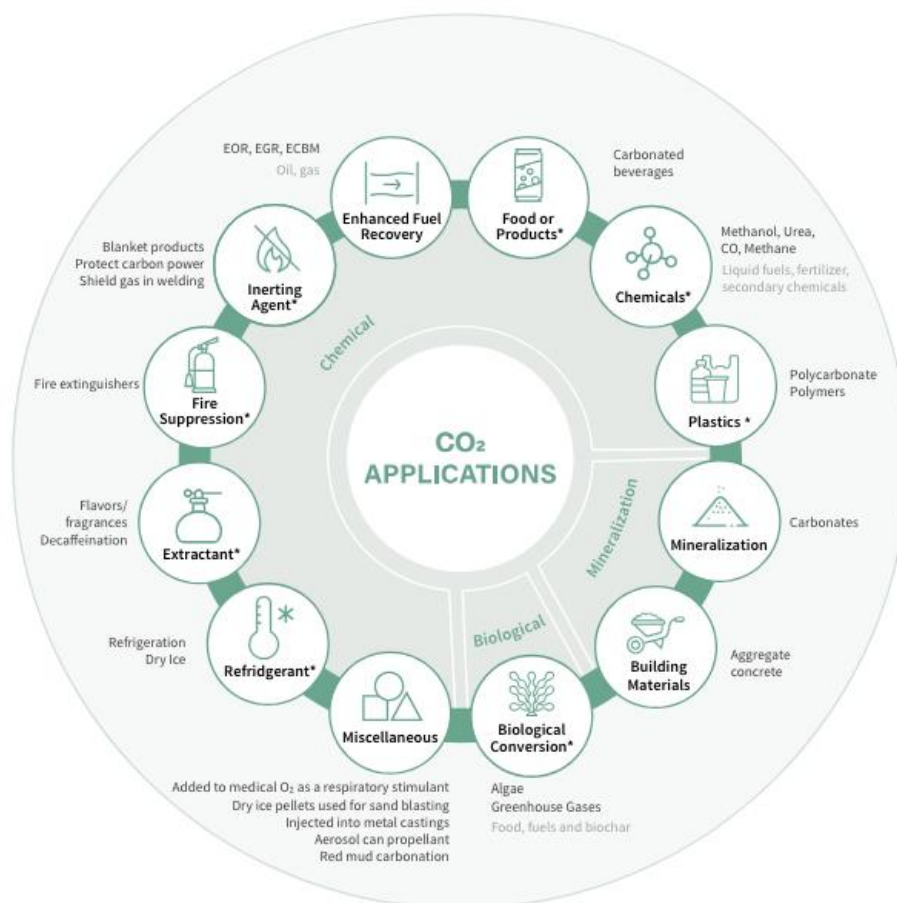 EOR, EGR, ECBM
Oil, gas
Enhanced Fuel
Recovery
Food or
Products*
Carbonated
beverages
Methanol, Urea,
CO, Methane
Liquid fuels, fertilizer,
secondary chemicals
Chemicals*
Blanket products
Protect carbon power
Shield gas in welding
Inerting
Agent*
Chemical
Fire extinguishers
Fire
Suppression*
Polycarbonate
Polymers
Plastics *
CO₂
APPLICATIONS
Flavors/
fragrances
Decaffeination
Extractant*
Mineralization
Mineralization
Carbonates
Refrigeration
Dry Ice
Refridgerant*
Biological
Building
Materials
Aggregate
concrete
Miscellaneous
Biological
Conversion*
Added to medical O₂ as a respiratory stimulant
Dry ice pellets used for sand blasting
Injected into metal castings
Aerosol can propellant
Red mud carbonation
Algae
Greenhouse Gases
Food, fuels and biochar